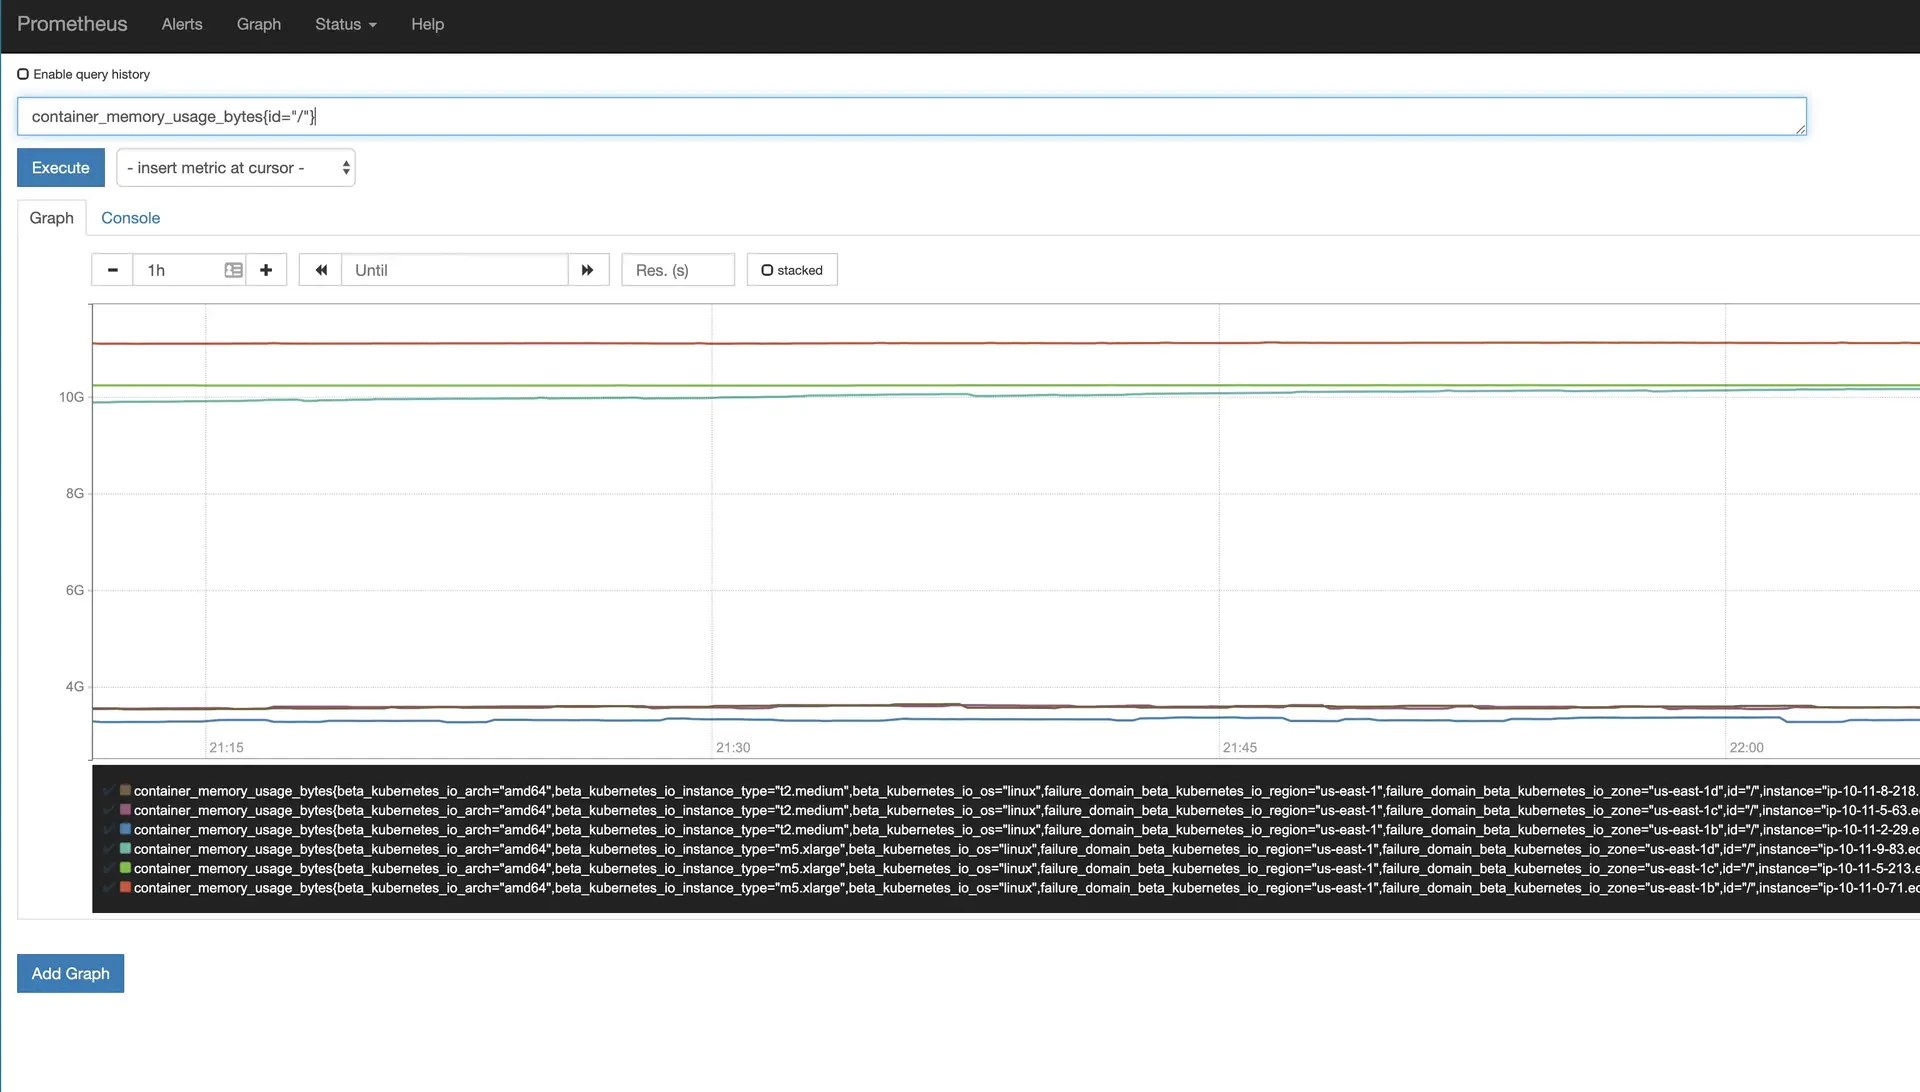 Prometheus Alerts Graph Status Help
Enable query history
container_memory_usage_bytes{id="/"}
Execute - insert metric at cursor -
Graph Console
1h Until Res. (s) stacked
10G
8G
6G
4G
21:15 21:30 21:45 22:00
container_memory_usage_bytes{beta_kubernetes_io_arch="amd64",beta_kubernetes_io_instance_type="t2.medium",beta_kubernetes_io_os="linux",failure_domain_beta_kubernetes_io_region="us-east-1",failure_domain_beta_kubernetes_io_zone="us-east-1d",id="/",instance="ip-10-11-8-218.
container_memory_usage_bytes{beta_kubernetes_io_arch="amd64",beta_kubernetes_io_instance_type="t2.medium",beta_kubernetes_io_os="linux",failure_domain_beta_kubernetes_io_region="us-east-1",failure_domain_beta_kubernetes_io_zone="us-east-1c",id="/",instance="ip-10-11-5-63.e
container_memory_usage_bytes{beta_kubernetes_io_arch="amd64",beta_kubernetes_io_instance_type="t2.medium",beta_kubernetes_io_os="linux",failure_domain_beta_kubernetes_io_region="us-east-1",failure_domain_beta_kubernetes_io_zone="us-east-1b",id="/",instance="ip-10-11-2-29.e
container_memory_usage_bytes{beta_kubernetes_io_arch="amd64",beta_kubernetes_io_instance_type="m5.xlarge",beta_kubernetes_io_os="linux",failure_domain_beta_kubernetes_io_region="us-east-1",failure_domain_beta_kubernetes_io_zone="us-east-1d",id="/",instance="ip-10-11-9-83.ec
container_memory_usage_bytes{beta_kubernetes_io_arch="amd64",beta_kubernetes_io_instance_type="m5.xlarge",beta_kubernetes_io_os="linux",failure_domain_beta_kubernetes_io_region="us-east-1",failure_domain_beta_kubernetes_io_zone="us-east-1c",id="/",instance="ip-10-11-5-213.e
container_memory_usage_bytes{beta_kubernetes_io_arch="amd64",beta_kubernetes_io_instance_type="m5.xlarge",beta_kubernetes_io_os="linux",failure_domain_beta_kubernetes_io_region="us-east-1",failure_domain_beta_kubernetes_io_zone="us-east-1b",id="/",instance="ip-10-11-0-71.ec
Add Graph